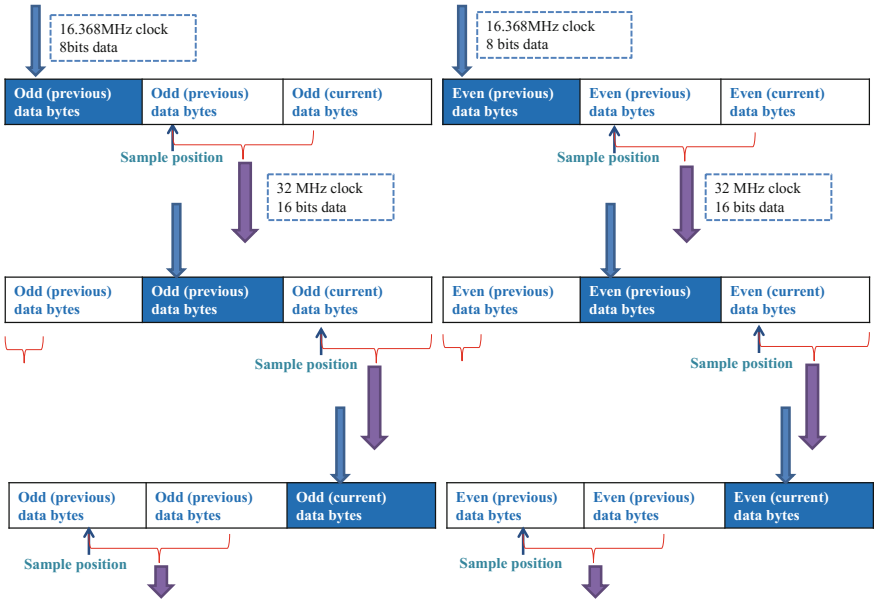 16.368MHz clock
8bits data
16.368MHz clock
8 bits data
Odd (previous) data bytes
Odd (previous) data bytes
Odd (current) data bytes
Even (previous) data bytes
Even (previous) data bytes
Even (current) data bytes
Sample position
Sample position
32 MHz clock
16 bits data
32 MHz clock
16 bits data
Odd (previous) data bytes
Odd (previous) data bytes
Odd (current) data bytes
Even (previous) data bytes
Even (previous) data bytes
Even (current) data bytes
Sample position
Sample position
Odd (previous) data bytes
Odd (previous) data bytes
Odd (current) data bytes
Even (previous) data bytes
Even (previous) data bytes
Even (current) data bytes
Sample position
Sample position